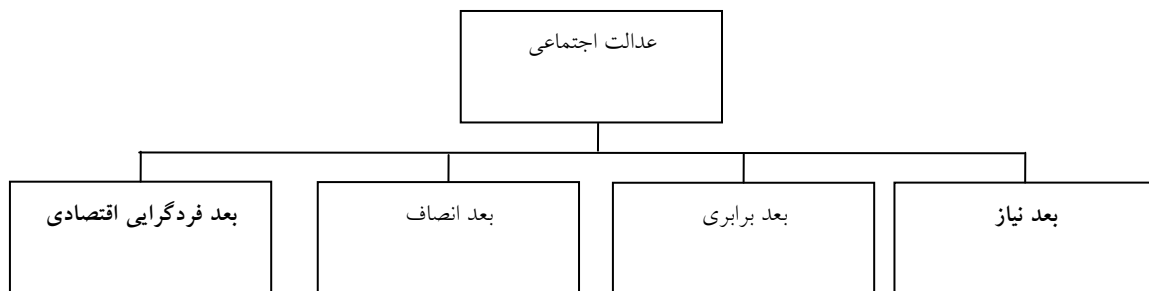 عدالت اجتماعی
بعد نیاز
بعد برابری
بعد انصاف
بعد فردگرایی اقتصادی